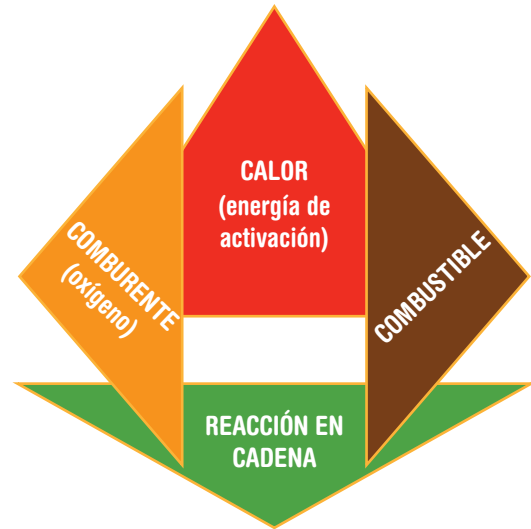 CALOR
(energía de
activación)
COMBURENTE
(oxígeno)
COMBUSTIBLE
REACCIÓN EN
CADENA